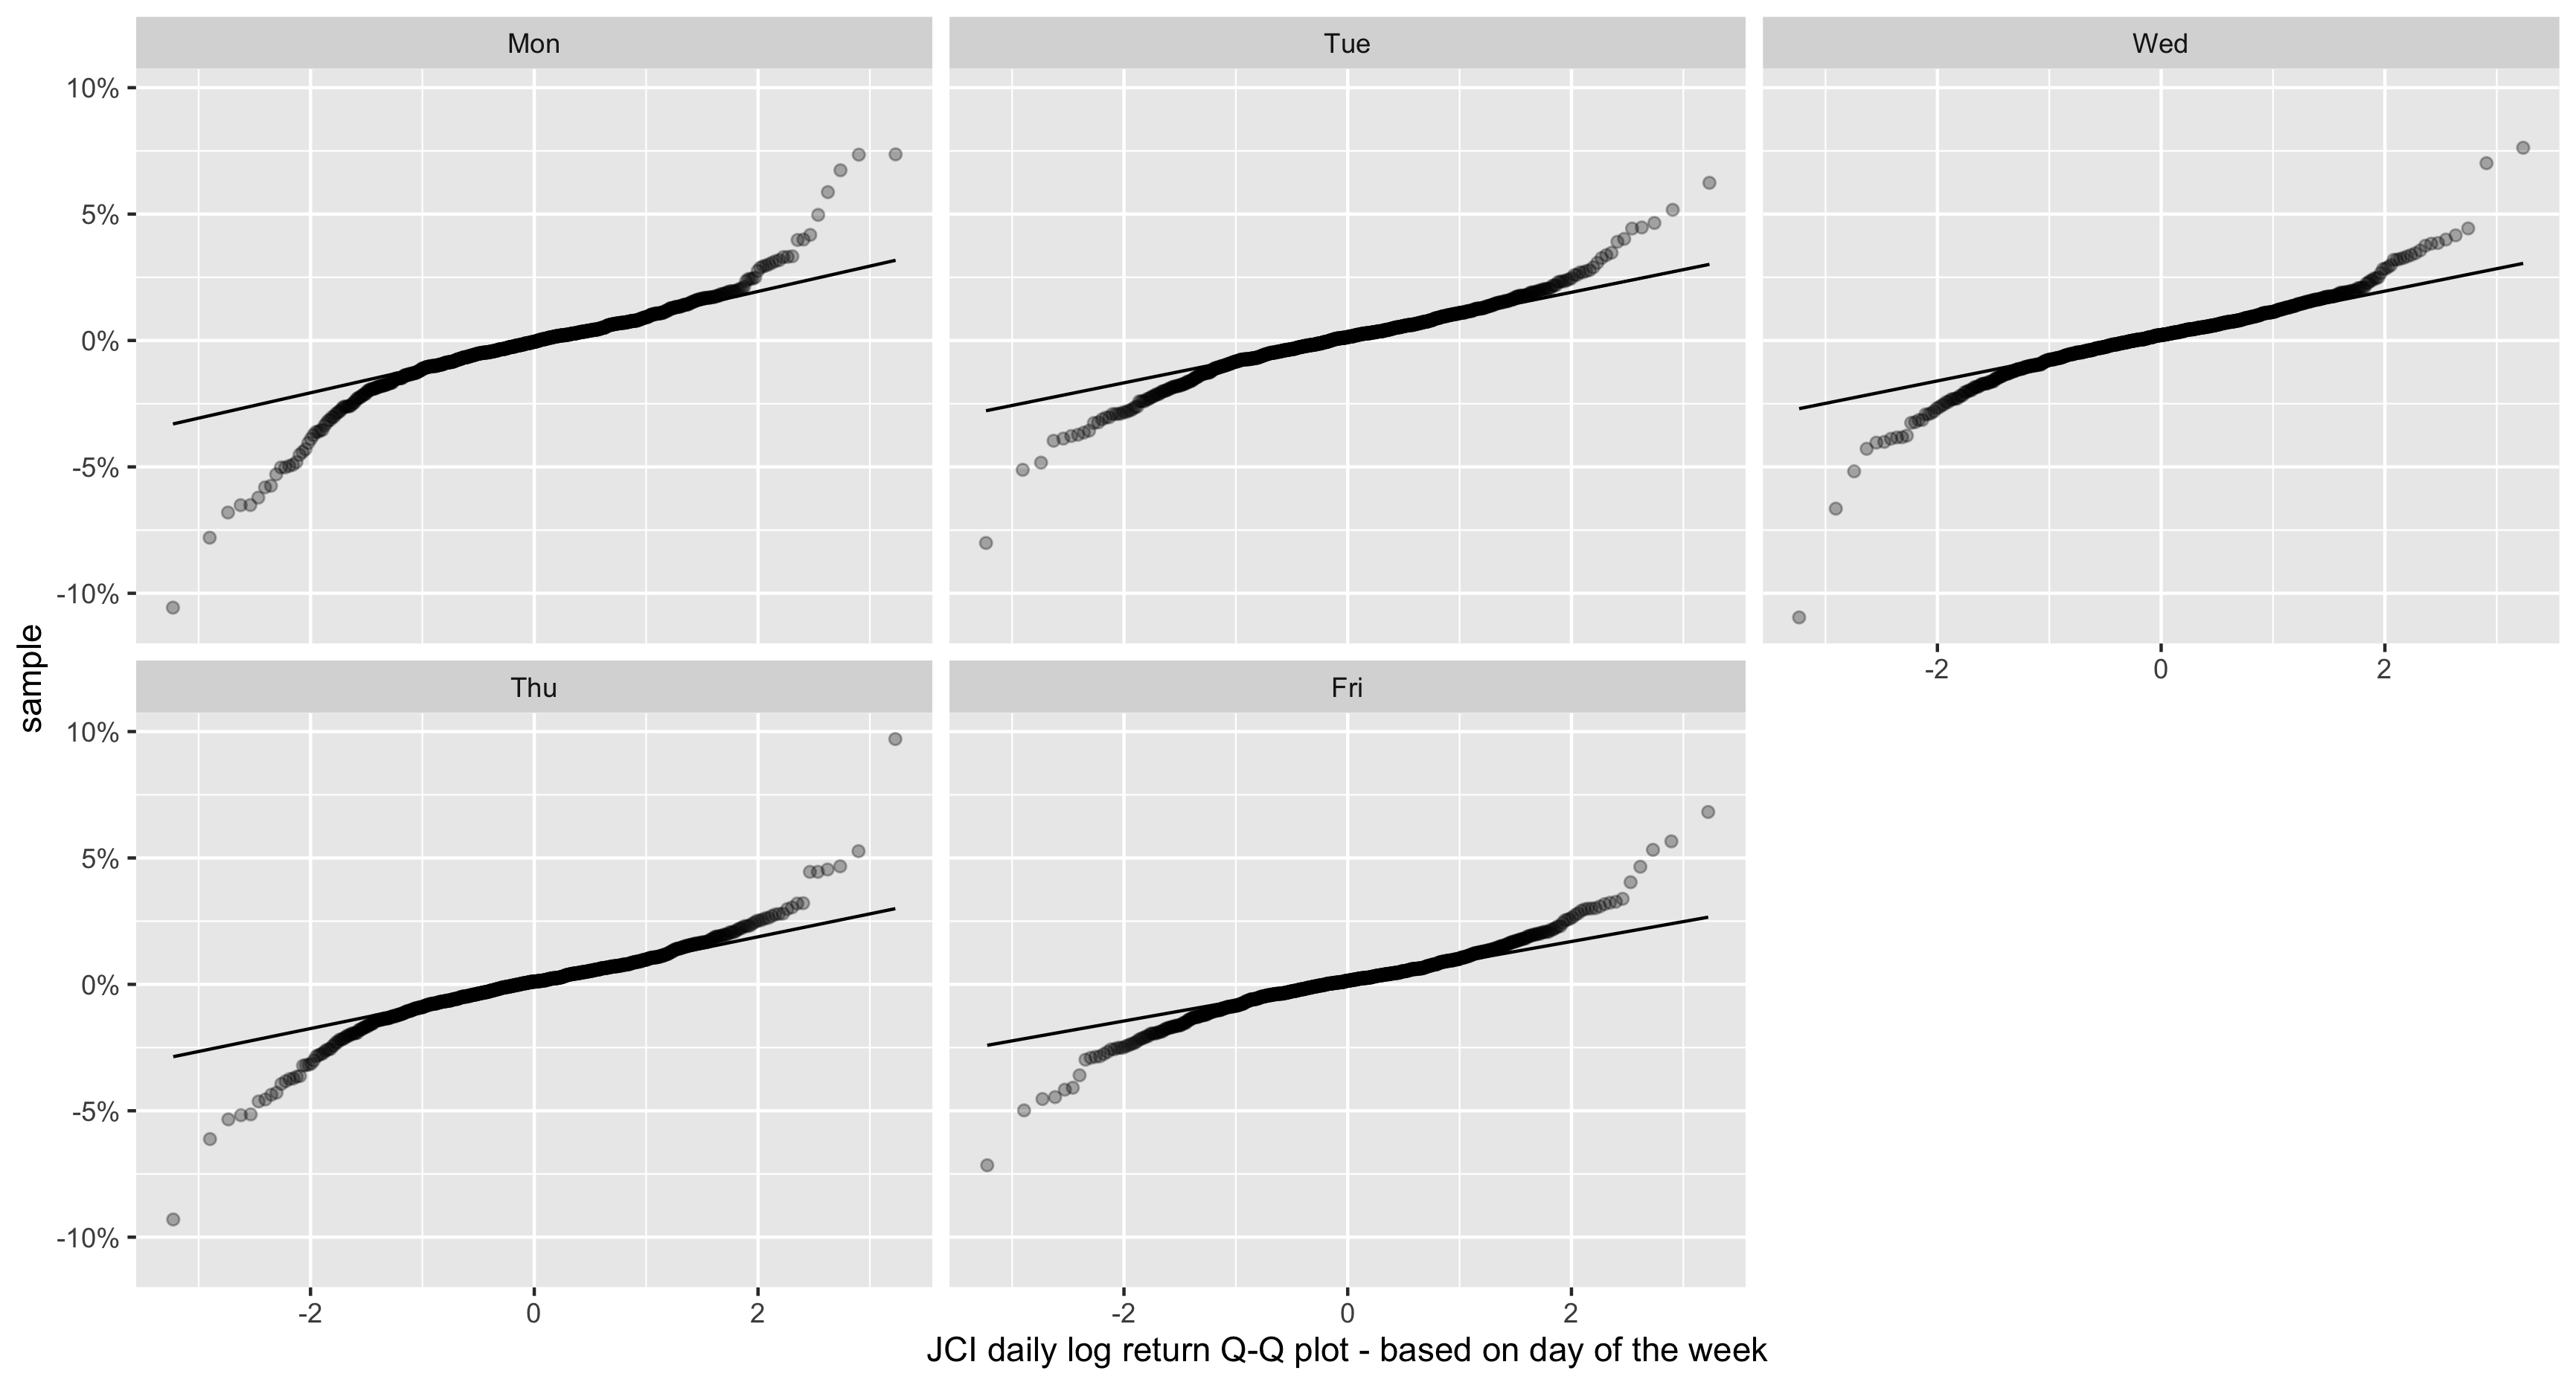 Mon
Tue
Wed
10%
5%
0%
-5%
-10%
-2
0
2
sample
Thu
Fri
10%
5%
0%
-5%
-10%
-2
0
2
-2
0
2
JCI daily log return Q-Q plot - based on day of the week